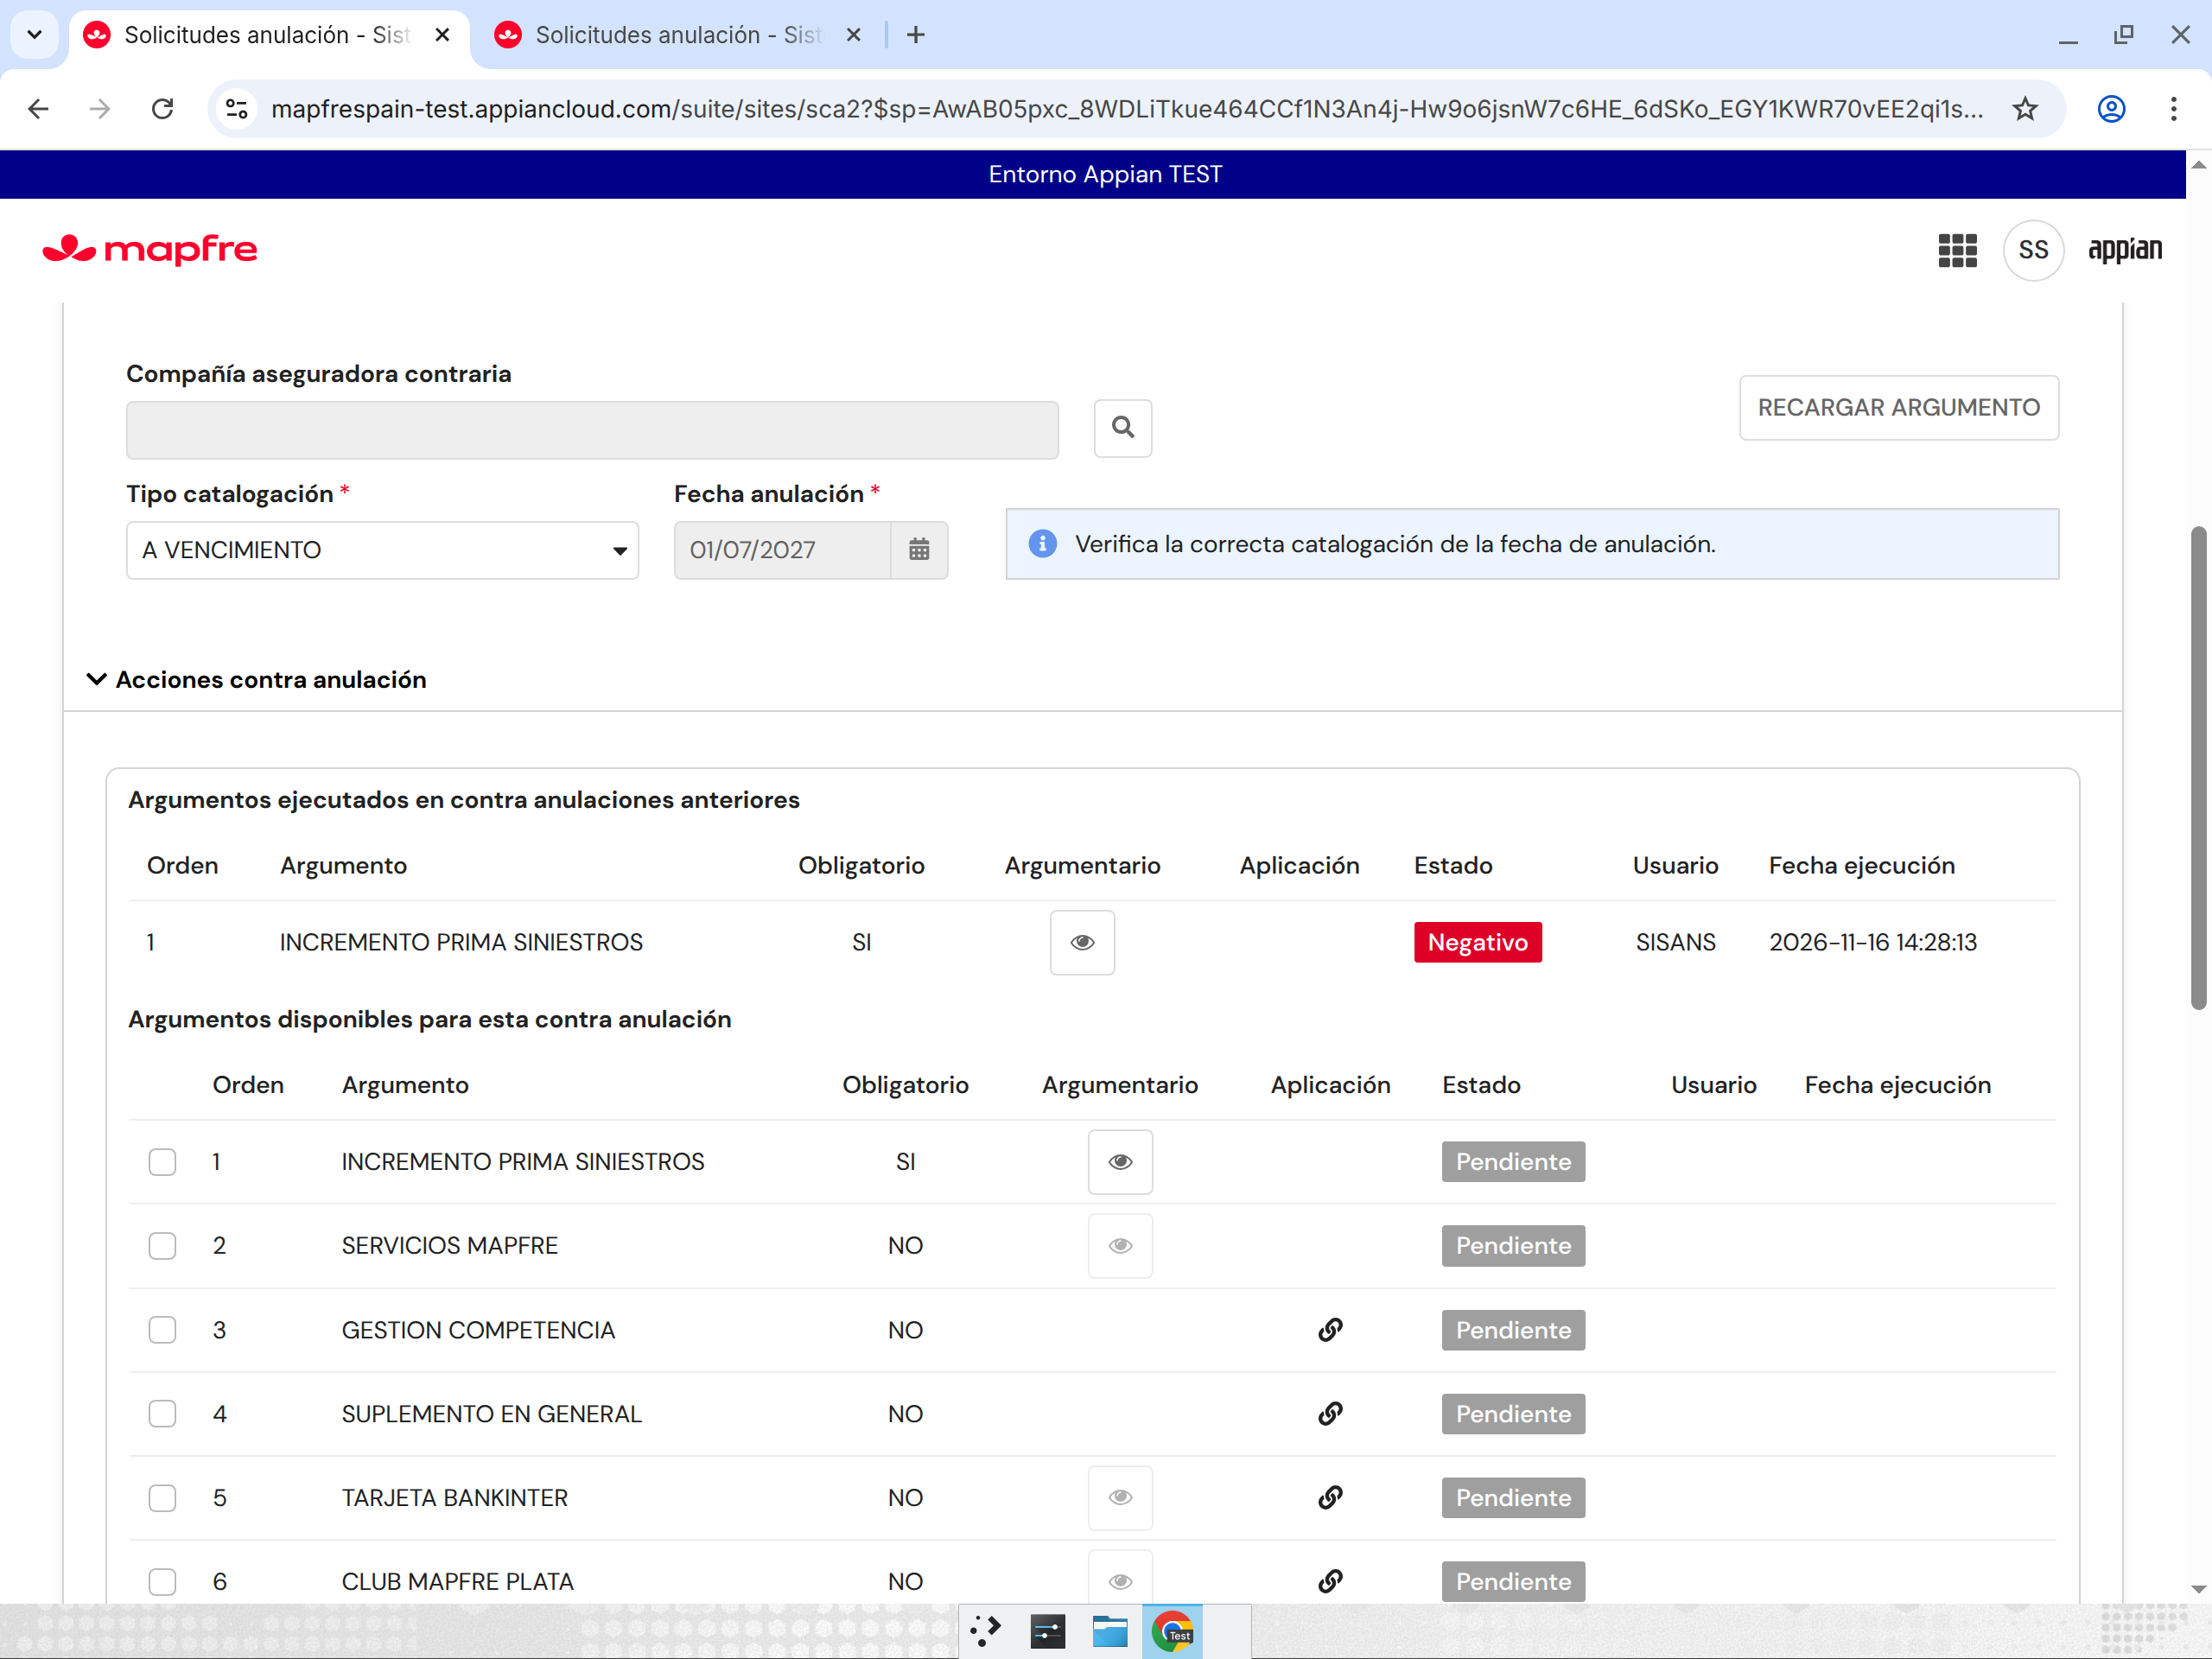 Solicitudes anulación - Sist
Solicitudes anulación - Sist
mapfrespain-test.appiancloud.com/suite/sites/sca2?$sp=AwAB05pxc_8WDLiTkue464CCf1N3An4j-Hw9o6jsnW7c6HE_6dSKo_EGY1KWR70vEE2qi1s...
Entorno Appian TEST
mapfre
SS
appian
Compañía aseguradora contraria
RECARGAR ARGUMENTO
Tipo catalogación *
Fecha anulación *
A VENCIMIENTO
01/07/2027
Verifica la correcta catalogación de la fecha de anulación.
Acciones contra anulación
Argumentos ejecutados en contra anulaciones anteriores
Orden Argumento Obligatorio Argumentario Aplicación Estado Usuario Fecha ejecución
1 INCREMENTO PRIMA SINIESTROS SI Negativo SISANS 2026-11-16 14:28:13
Argumentos disponibles para esta contra anulación
Orden Argumento Obligatorio Argumentario Aplicación Estado Usuario Fecha ejecución
1 INCREMENTO PRIMA SINIESTROS SI Pendiente
2 SERVICIOS MAPFRE NO Pendiente
3 GESTION COMPETENCIA NO Pendiente
4 SUPLEMENTO EN GENERAL NO Pendiente
5 TARJETA BANKINTER NO Pendiente
6 CLUB MAPFRE PLATA NO Pendiente
Test